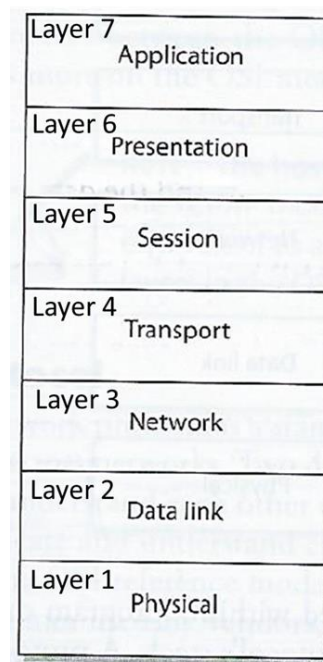 Layer 7
Application
Layer 6
Presentation
Layer 5
Session
Layer 4
Transport
Layer 3
Network
Layer 2
Data link
Layer 1
Physical